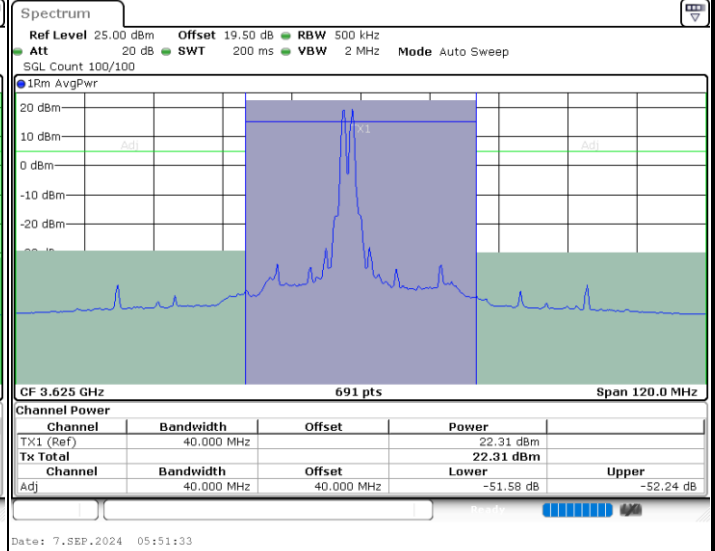 Spectrum
Ref Level 25.00 dBm Offset 19.50 dB RBW 500 kHz
Att 20 dB SWT 200 ms VBW 2 MHz Mode Auto Sweep
SGL Count 100/100
1Rm AvgPwr
20 dBm
TX1
10 dBm
Adj Adj
0 dBm
-10 dBm
-20 dBm
CF 3.625 GHz 691 pts Span 120.0 MHz
Channel Power
Channel Bandwidth Offset Power
TX1 (Ref) 40.000 MHz 22.31 dBm
Tx Total 22.31 dBm
Channel Bandwidth Offset Lower Upper
Adj 40.000 MHz 40.000 MHz -51.58 dB -52.24 dB
Ready
Date: 7.SEP.2024 05:51:33